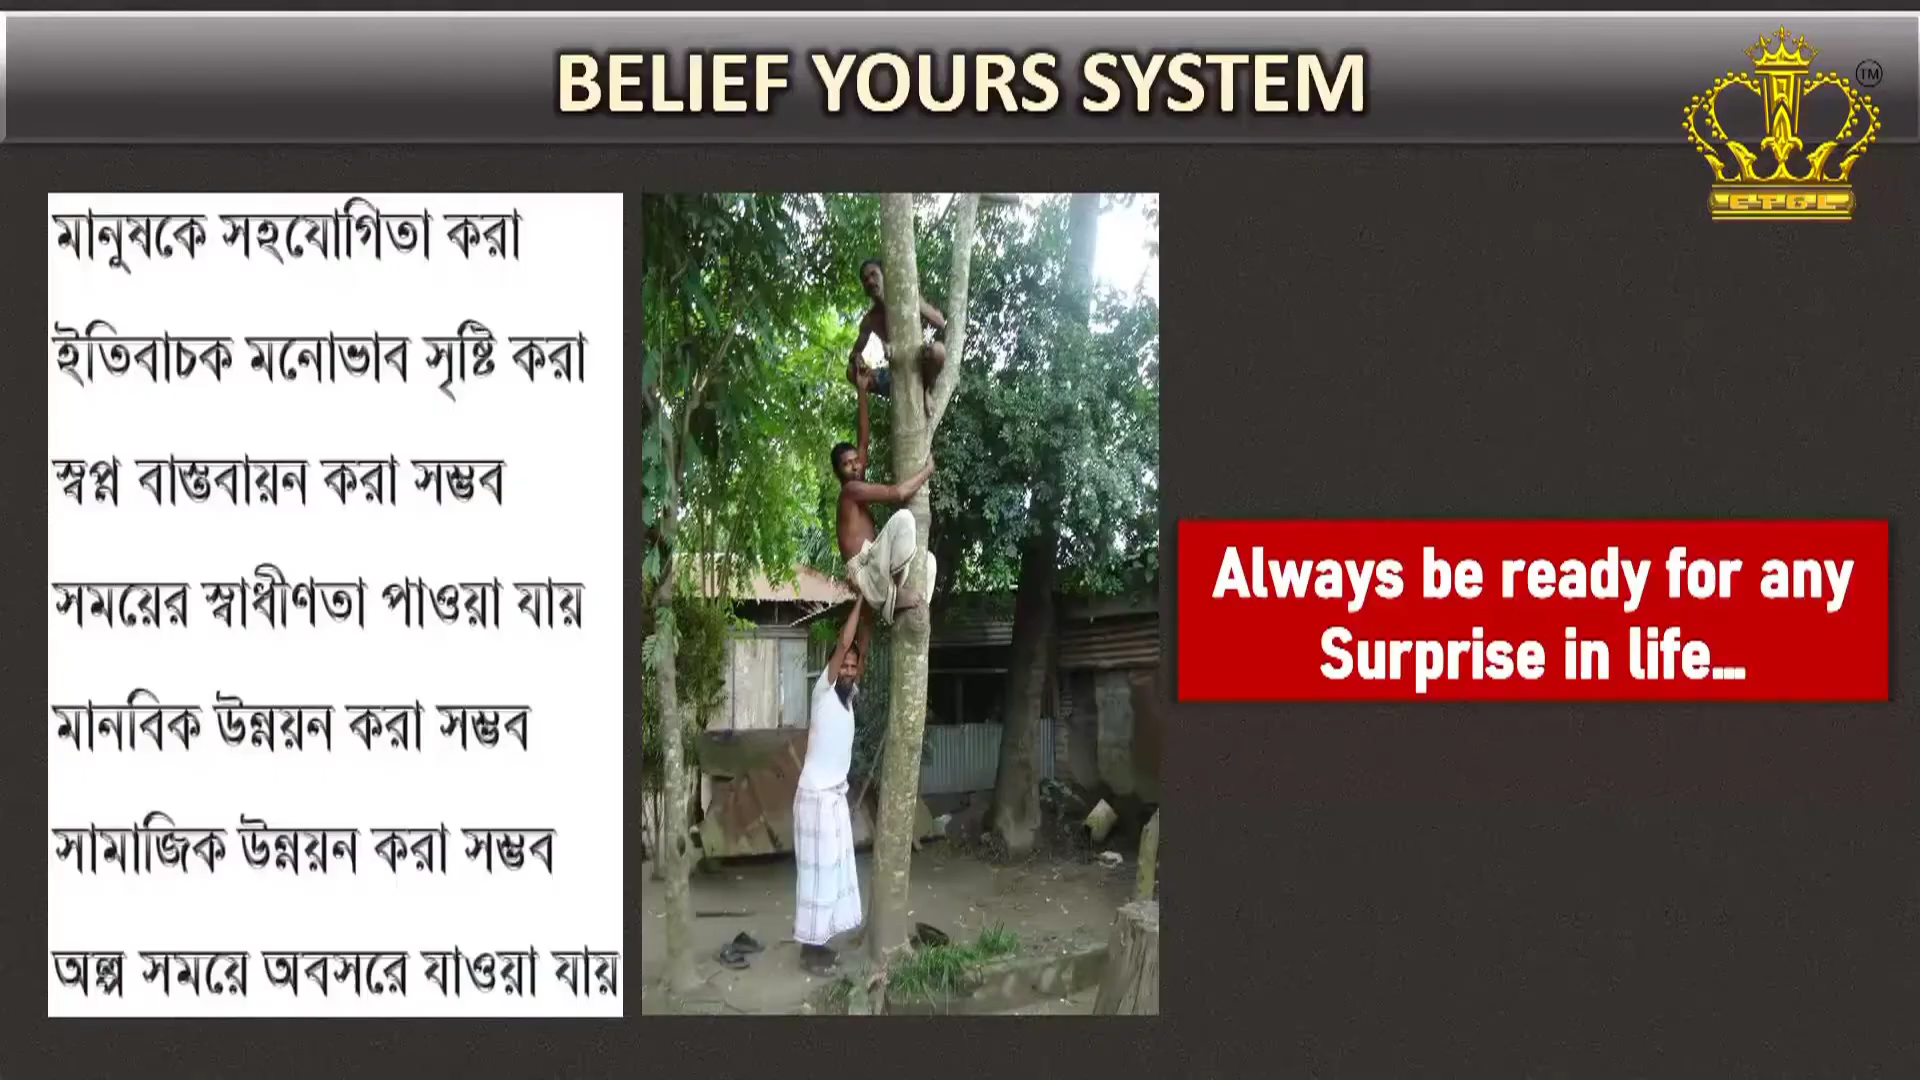 BELIEF YOURS SYSTEM
TM
ETBL
মানুষকে সহযোগিতা করা
ইতিবাচক মনোভাব সৃষ্টি করা
স্বপ্ন বাস্তবায়ন করা সম্ভব
সময়ের স্বাধীণতা পাওয়া যায়
মানবিক উন্নয়ন করা সম্ভব
সামাজিক উন্নয়ন করা সম্ভব
অল্প সময়ে অবসরে যাওয়া যায়
Always be ready for any
Surprise in life...